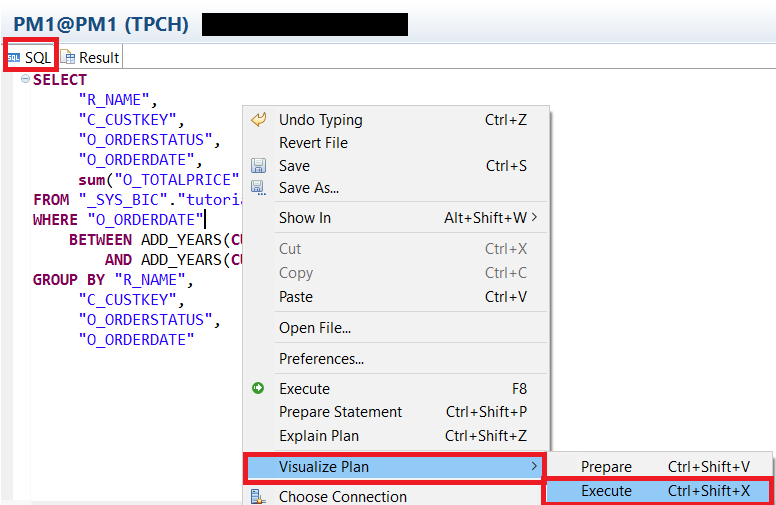 PM1@PM1 (TPCH)
SQL Result
SELECT
"R_NAME",
"C_CUSTKEY",
"O_ORDERSTATUS",
"O_ORDERDATE",
sum("O_TOTALPRICE"
FROM "_SYS_BIC"."tutoria
WHERE "O_ORDERDATE"
BETWEEN ADD_YEARS(CU
AND ADD_YEARS(CU
GROUP BY "R_NAME",
"C_CUSTKEY",
"O_ORDERSTATUS",
"O_ORDERDATE"
Undo Typing Ctrl+Z
Revert File
Save Ctrl+S
Save As...
Show In Alt+Shift+W >
Cut Ctrl+X
Copy Ctrl+C
Paste Ctrl+V
Open File...
Preferences...
Execute F8
Prepare Statement Ctrl+Shift+P
Explain Plan Ctrl+Shift+Z
Visualize Plan >
Prepare Ctrl+Shift+V
Execute Ctrl+Shift+X
Choose Connection